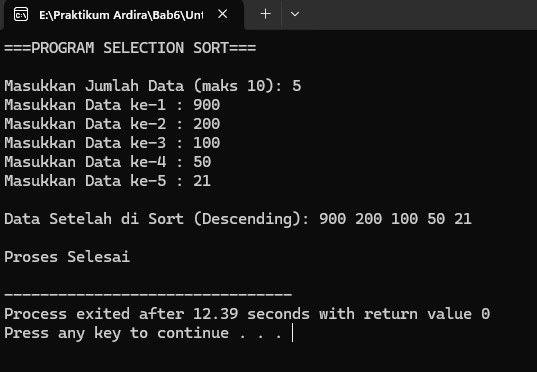 E:\Praktikum Ardira\Bab6\Unt
===PROGRAM SELECTION SORT===
Masukkan Jumlah Data (maks 10): 5
Masukkan Data ke-1 : 900
Masukkan Data ke-2 : 200
Masukkan Data ke-3 : 100
Masukkan Data ke-4 : 50
Masukkan Data ke-5 : 21
Data Setelah di Sort (Descending): 900 200 100 50 21
Proses Selesai
--------------------------------
Process exited after 12.39 seconds with return value 0
Press any key to continue . . .